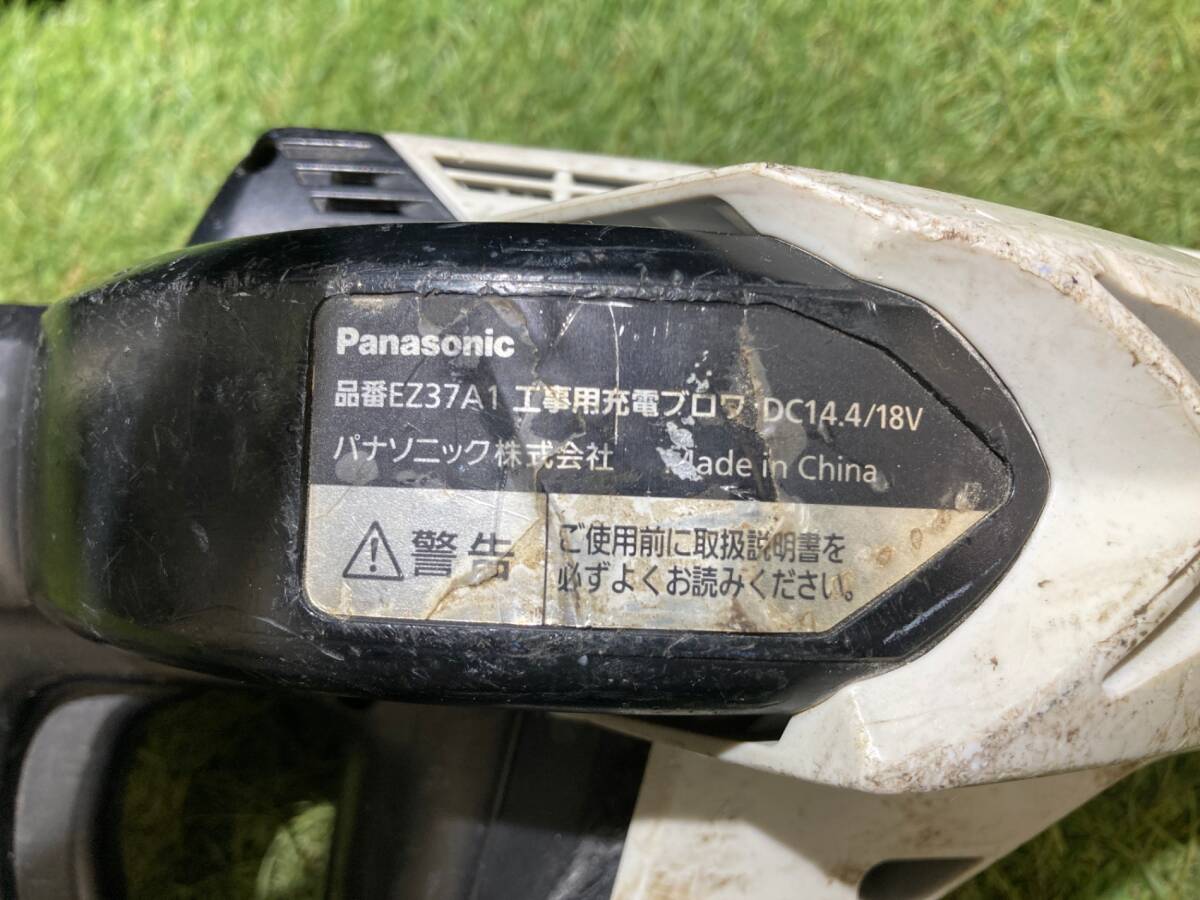 Panasonic
品番EZ37A1 工事用充電ブロワ DC14.4/18V
パナソニック株式会社 Made in China
警告
ご使用前に取扱説明書を
必ずよくお読みください。